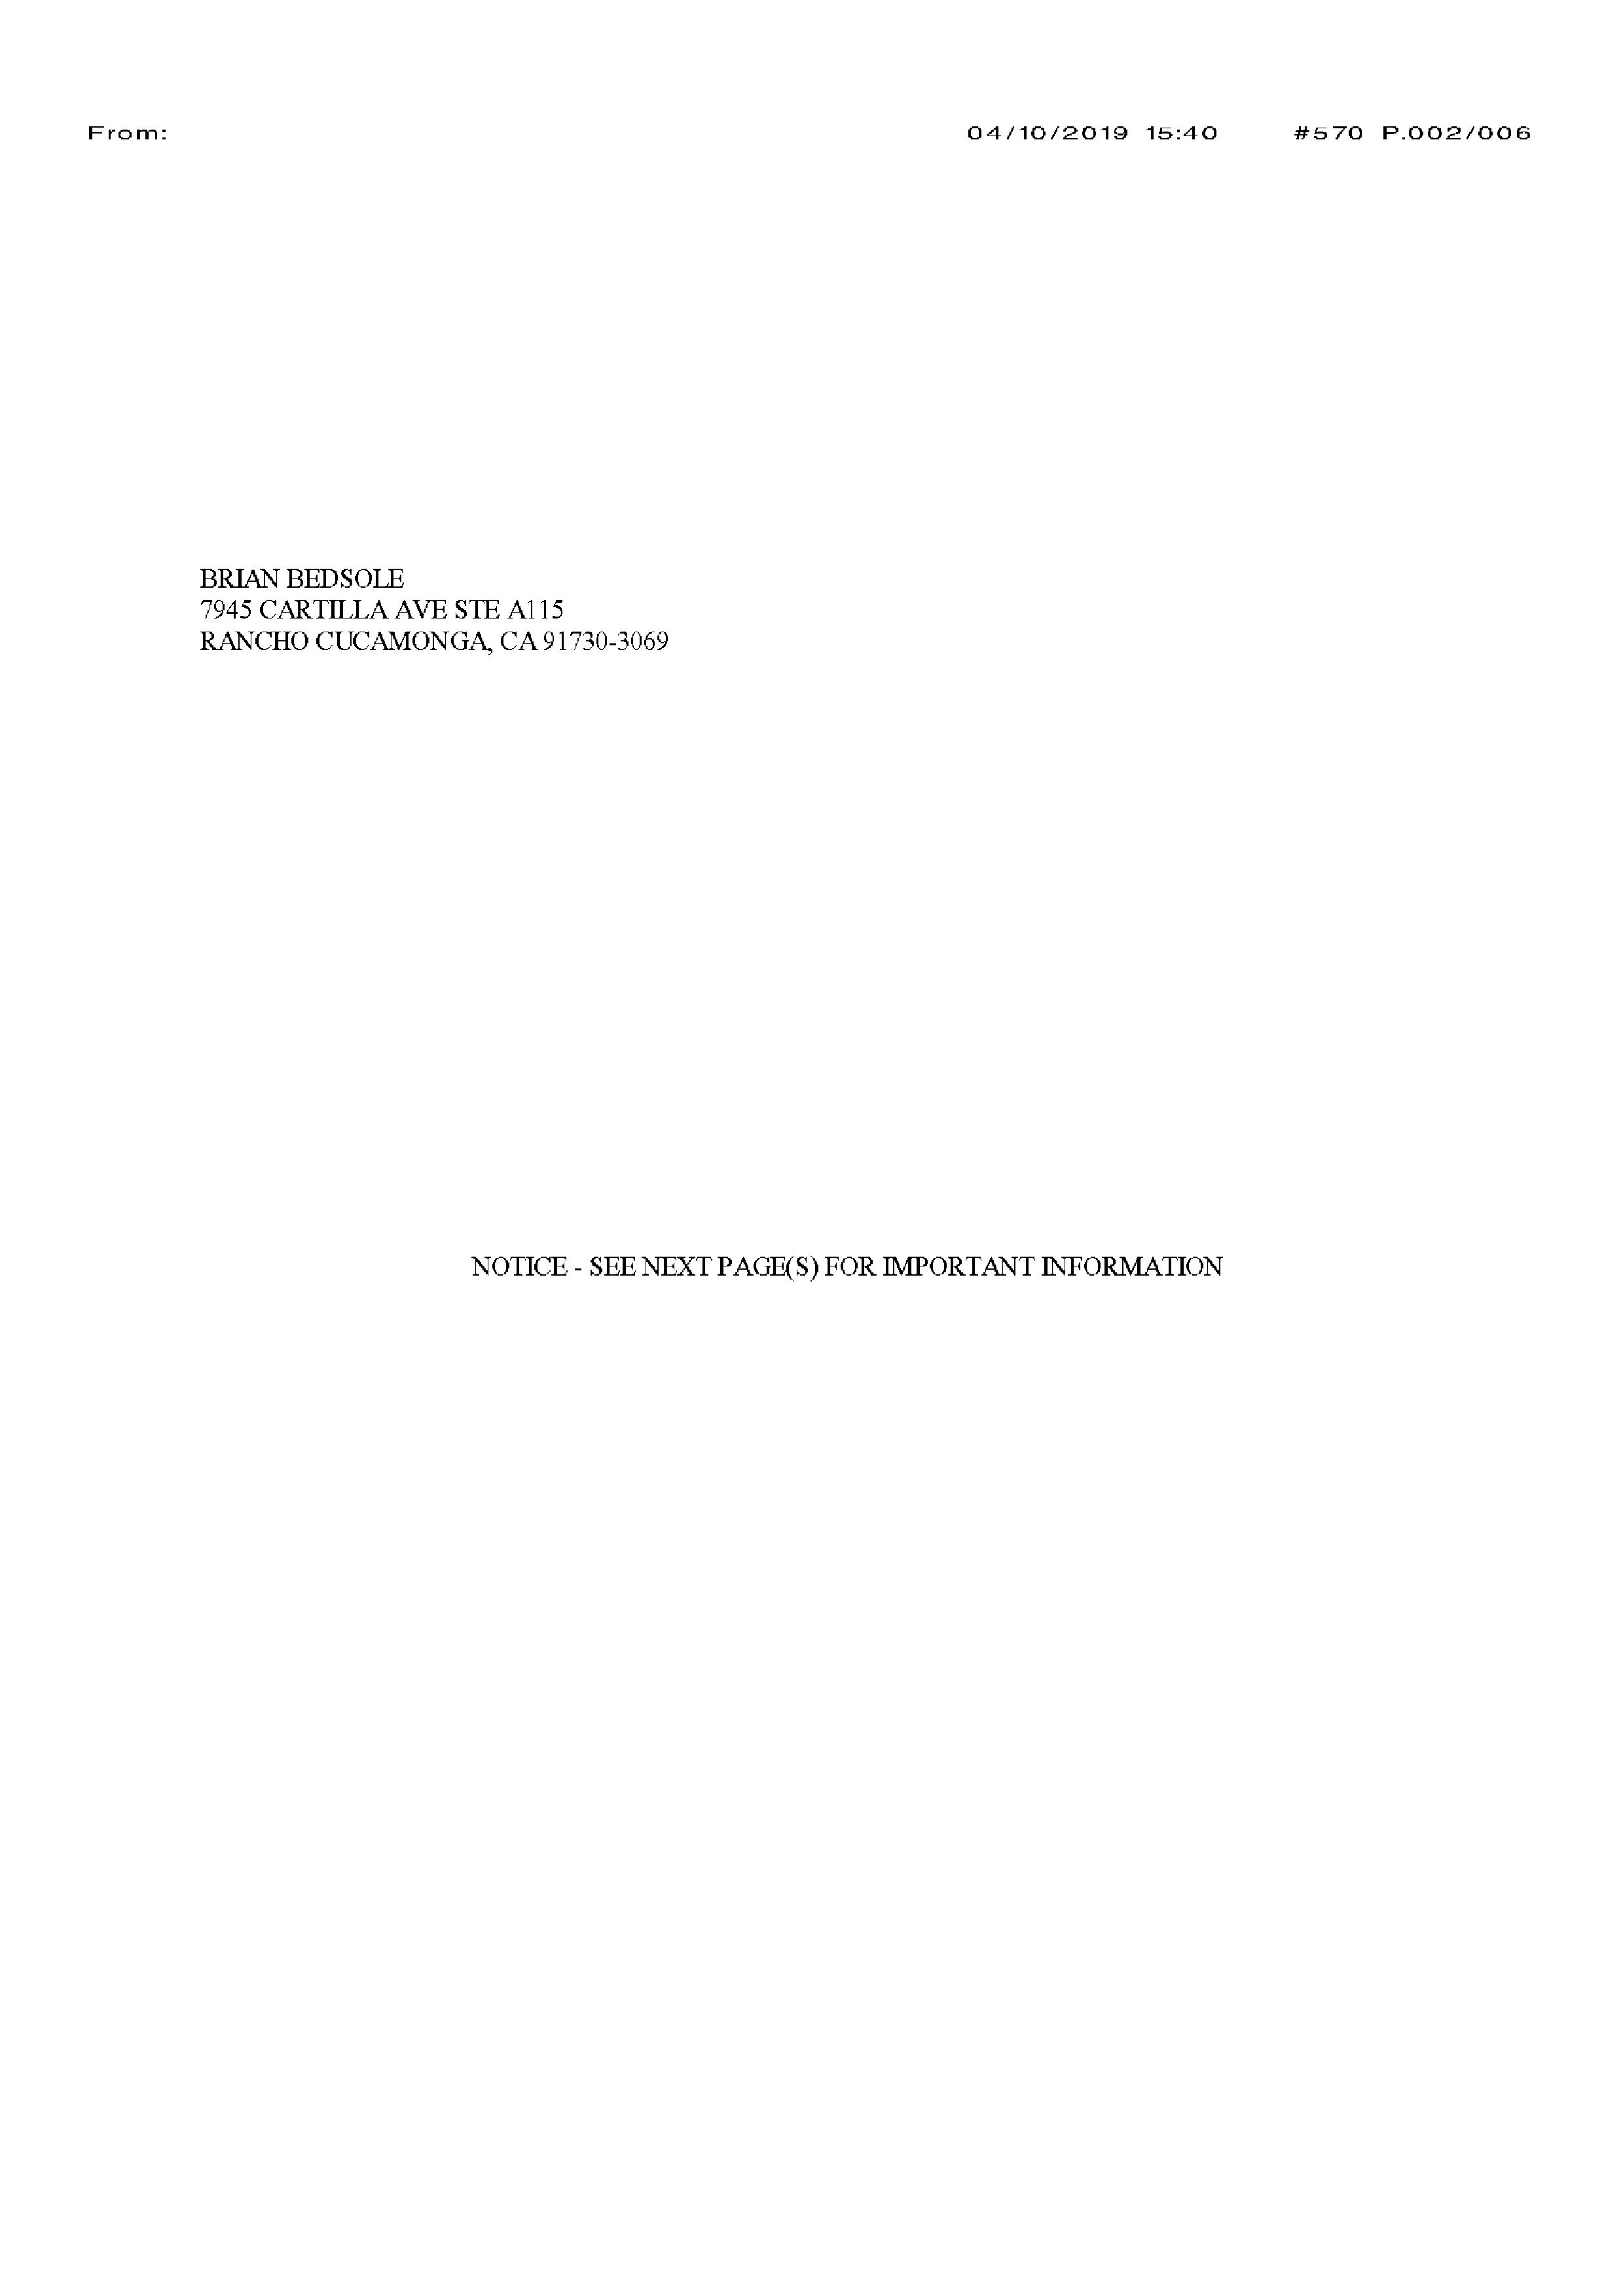 From: 04/10/2019 15:40 #570 P.002/006
BRIAN BEDSOLE
7945 CARTILLA AVE STE A115
RANCHO CUCAMONGA, CA 91730-3069
NOTICE - SEE NEXT PAGE(S) FOR IMPORTANT INFORMATION